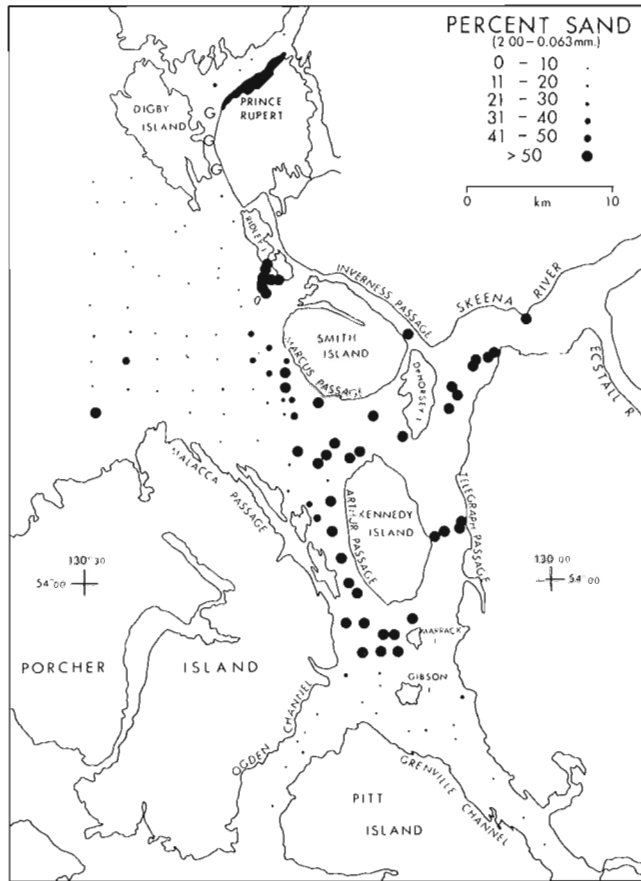 PERCENT SAND
(2 00-0.063mm.)
0 - 10
11 - 20
21 - 30
31 - 40
41 - 50
> 50
0 10
km
DIGBY
ISLAND
PRINCE
RUPERT
G
G
G
RIDLEY I
INVERNESS PASSAGE
SKEENA RIVER
SMITH
ISLAND
MARCUS PASSAGE
DeHORSEY I
ECSTALL R
MALACCA PASSAGE
ARTHUR PASSAGE
KENNEDY
ISLAND
TELEGRAPH PASSAGE
130° 30
54°00
130 00
54°00
PORCHER ISLAND
MARRACK
I
GIBSON
I
OGDEN CHANNEL
GRENVILLE CHANNEL
PITT
ISLAND